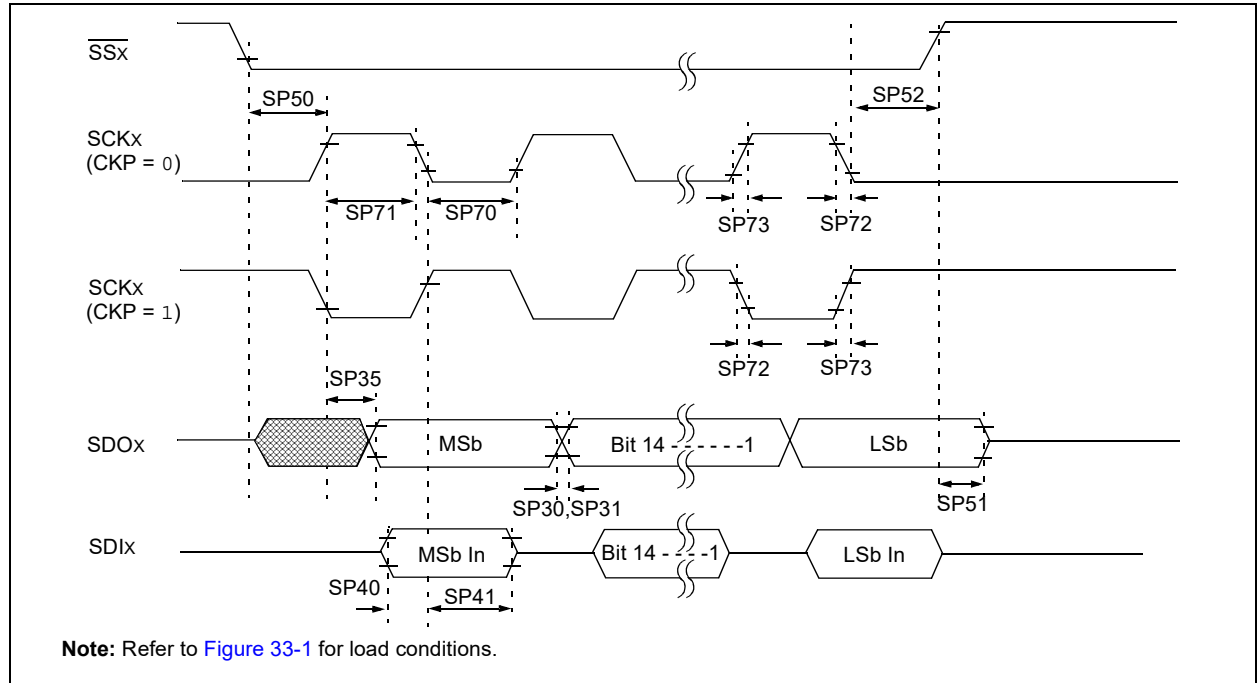 SSx
SP50
SP52
SCKx
(CKP = 0)
SP71
SP70
SP73
SP72
SCKx
(CKP = 1)
SP72
SP73
SP35
SDOx
MSb
Bit 14 - - - - - - -1
LSb
SP30,SP31
SP51
SDIx
MSb In
Bit 14 - - - -1
LSb In
SP40
SP41
Note: Refer to Figure 33-1 for load conditions.